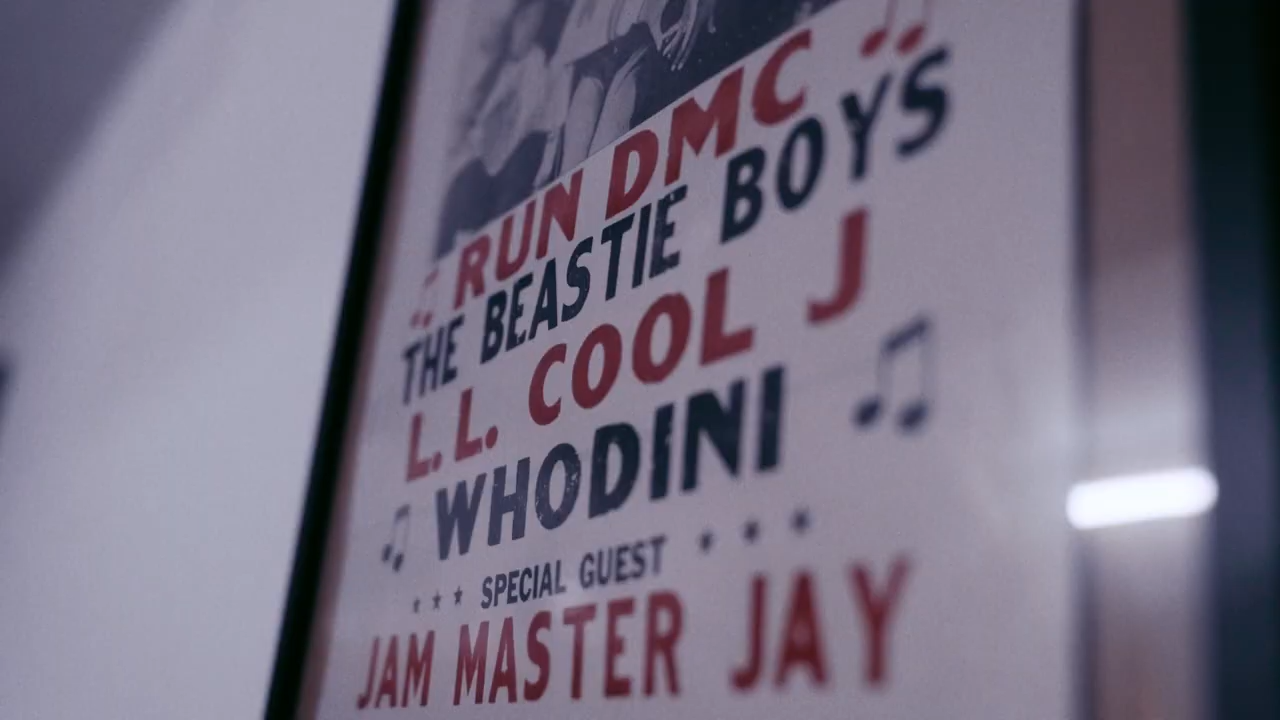 RUN DMC
THE BEASTIE BOYS
L.L. COOL J
WHODINI
SPECIAL GUEST
JAM MASTER JAY